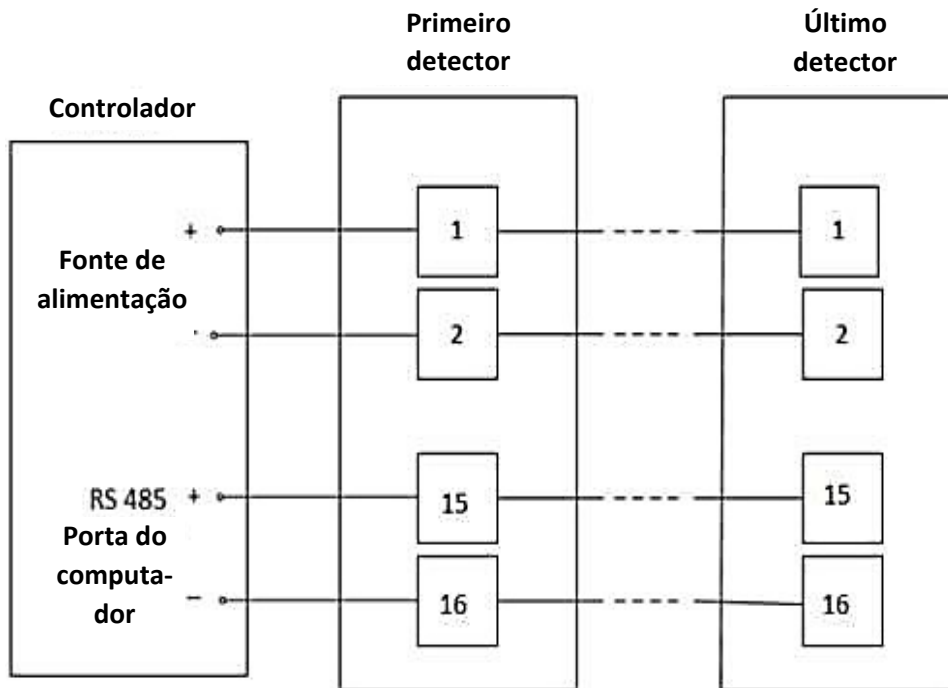 Primeiro
detector
Último
detector
Controlador
+
1
1
Fonte de
alimentação
-
2
2
RS 485 +
15
15
Porta do
computa-
dor
–
16
16